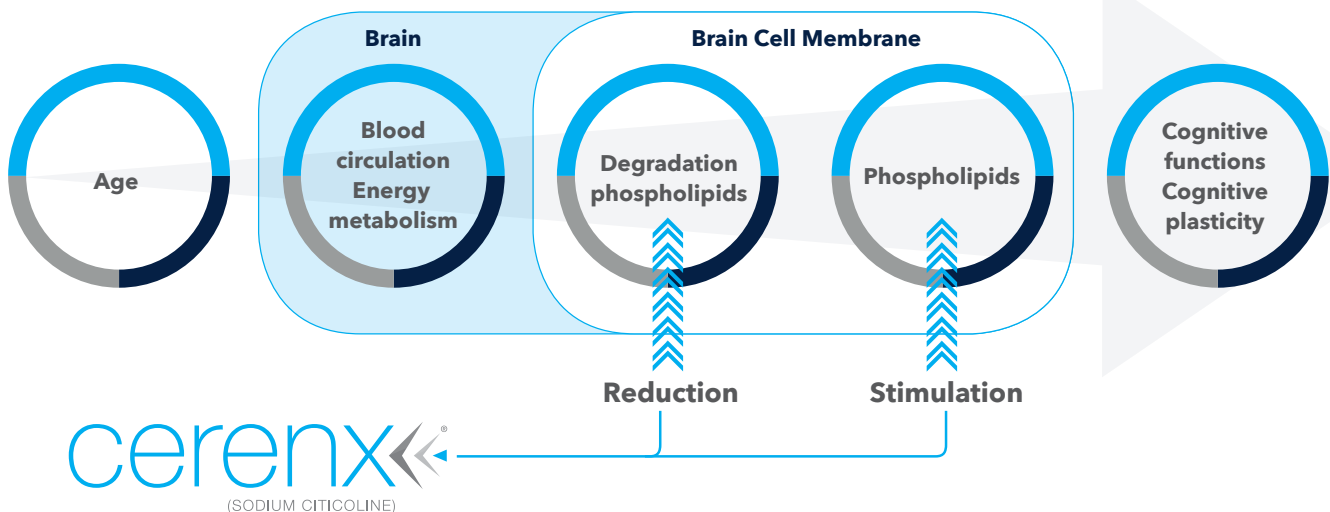 Brain
Brain Cell Membrane
Age
Blood
circulation
Energy
metabolism
Degradation
phospholipids
Phospholipids
Cognitive
functions
Cognitive
plasticity
Reduction
Stimulation
cerenx®
(SODIUM CITICOLINE)